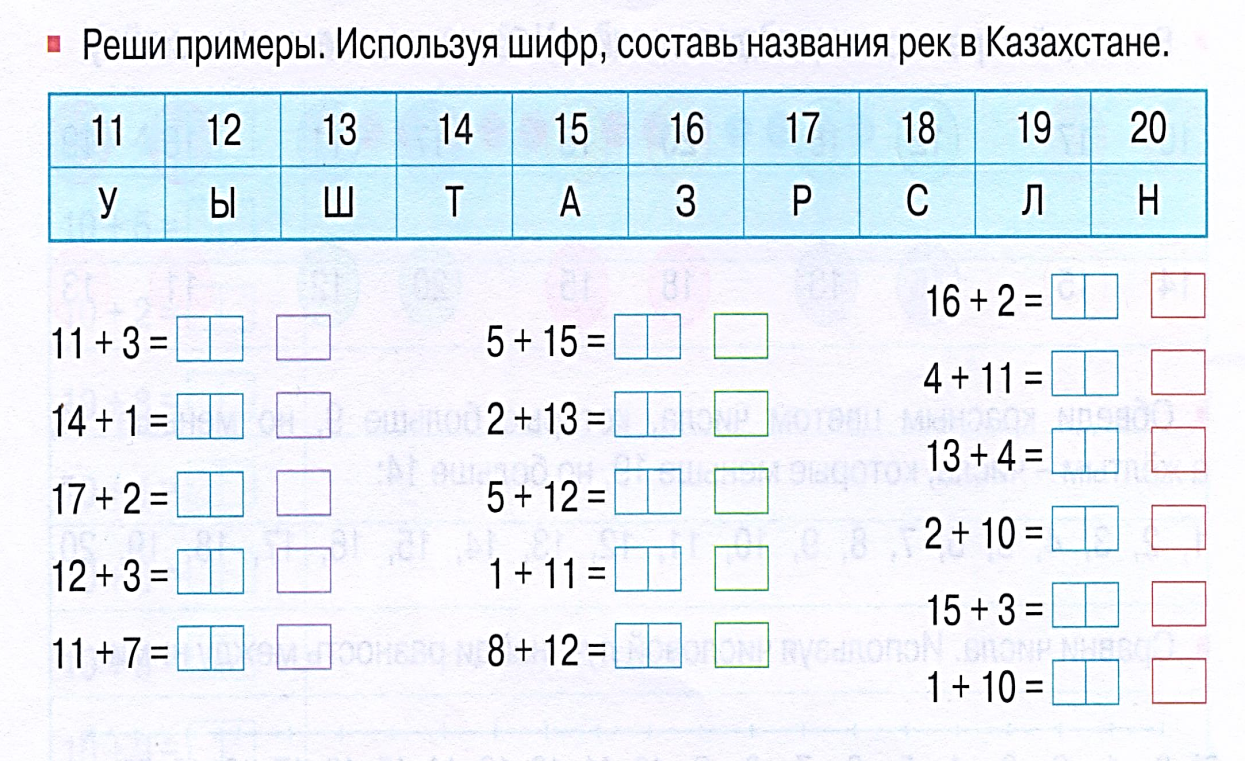 Реши примеры. Используя шифр, составь названия рек в Казахстане.
11 12 13 14 15 16 17 18 19 20
У Ы Ш Т А З Р С Л Н
11 + 3 =
14 + 1 =
17 + 2 =
12 + 3 =
11 + 7 =
5 + 15 =
2 + 13 =
5 + 12 =
1 + 11 =
8 + 12 =
16 + 2 =
4 + 11 =
13 + 4 =
2 + 10 =
15 + 3 =
1 + 10 =